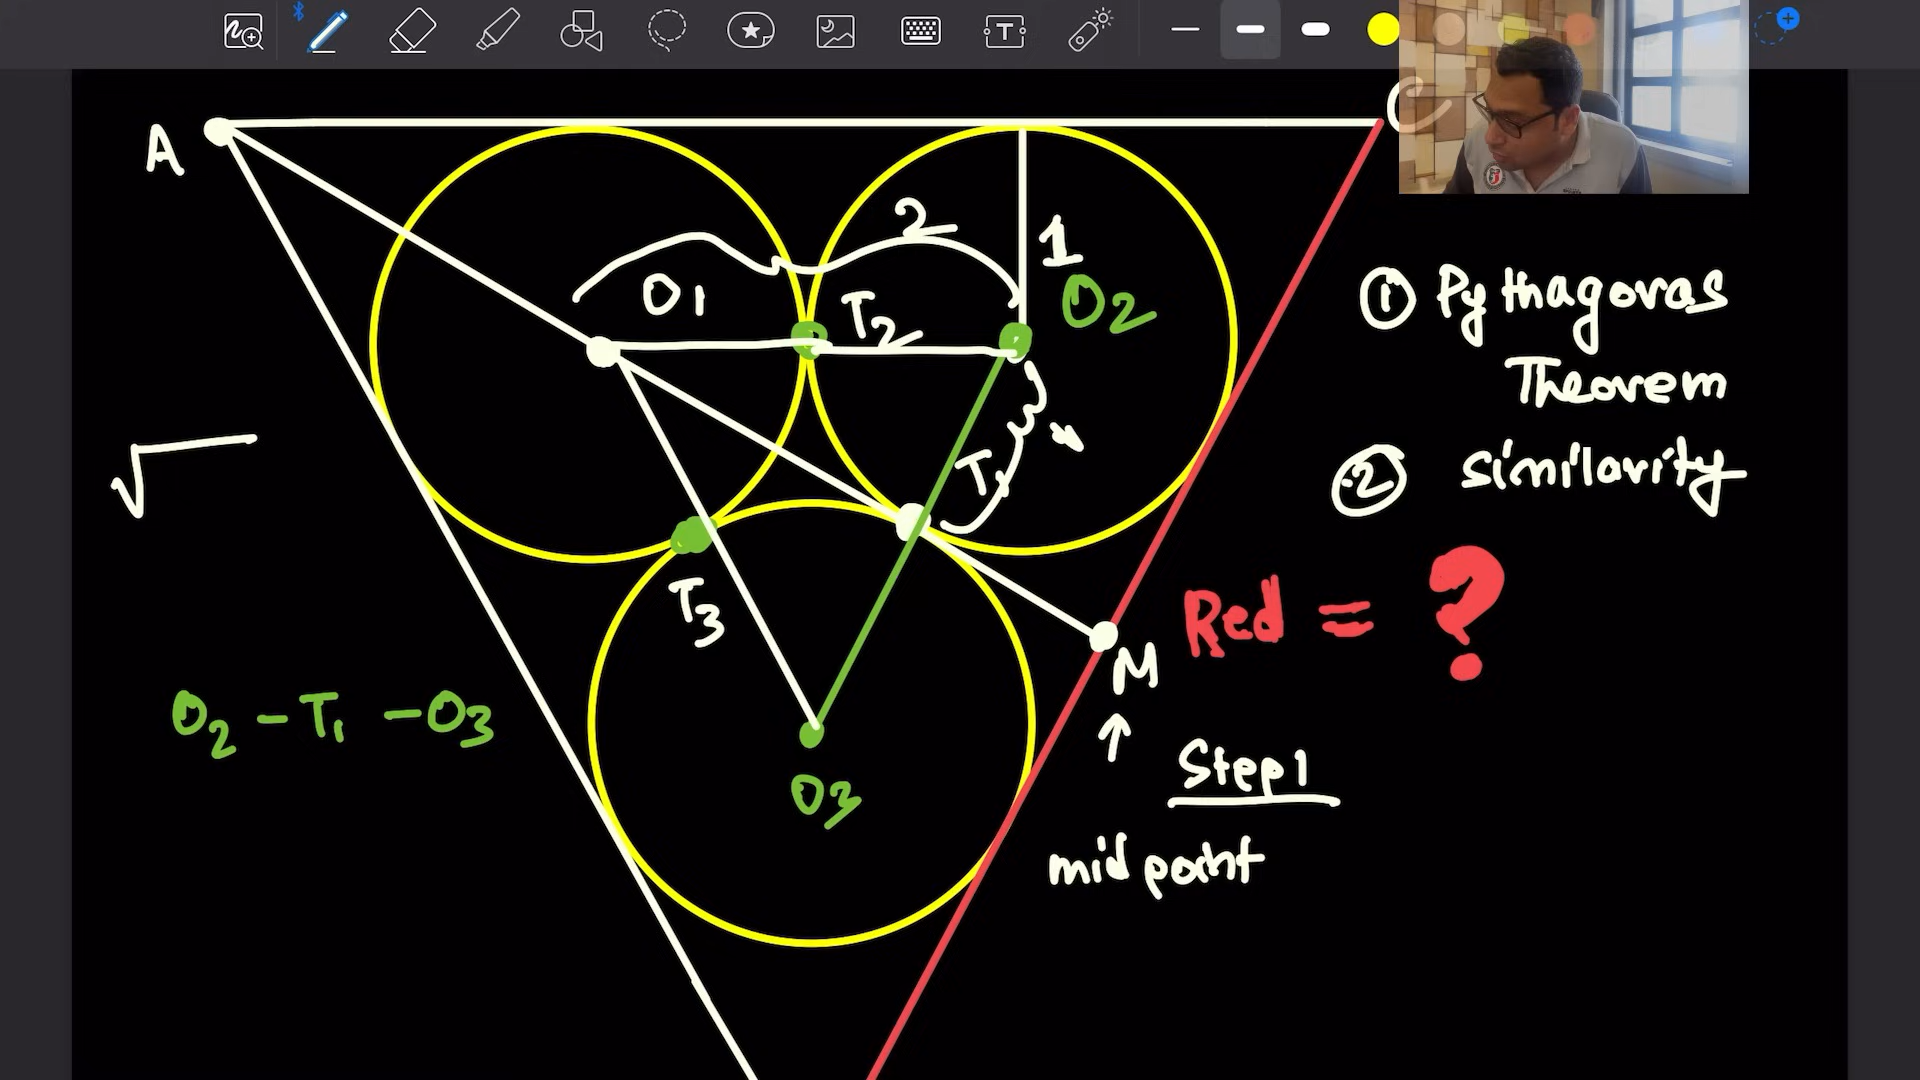 T
A
C
2
1
O1
T2
O2
T1
① Pythagoras
Theorem
② similarity
√
T3
Red = ?
M
O2 - T1 - O3
↑
Step 1
O3
mid point